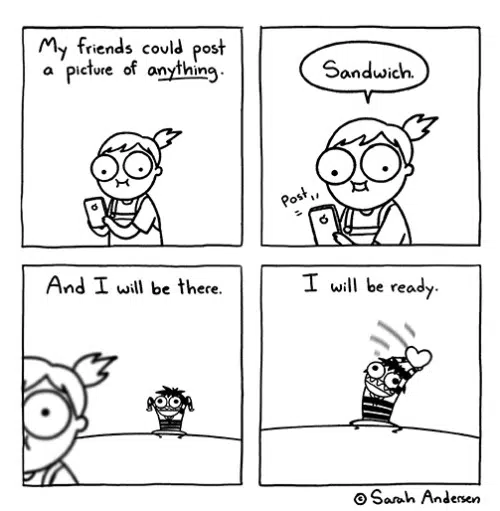 My friends could post
a picture of anything.
Sandwich.
Post
And I will be there.
I will be ready.
© Sarah Andersen